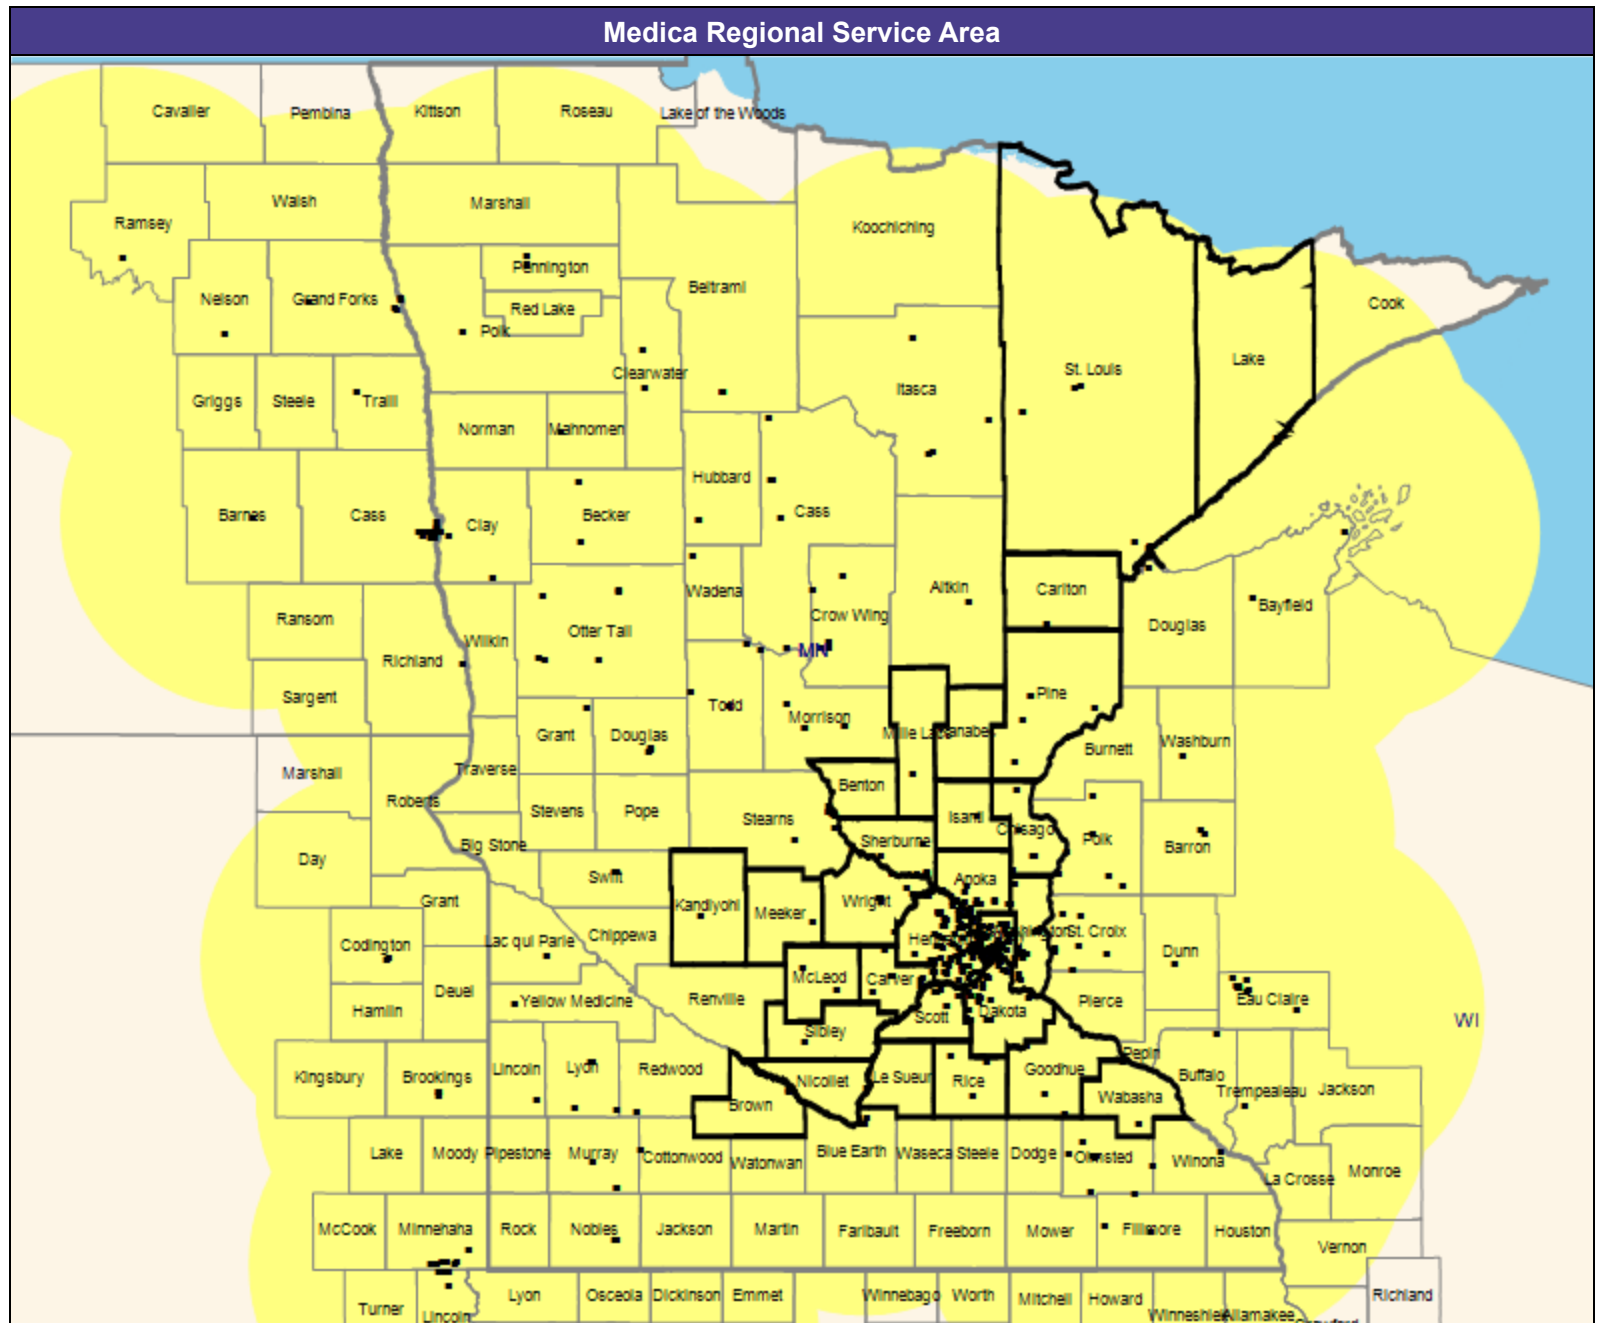 Medica Regional Service Area
Cavalier
Pembina
Kittson
Roseau
Lake of the Woods
Walsh
Marshall
Ramsey
Koochiching
Pennington
Beltrami
Nelson
Grand Forks
Red Lake
Cook
Polk
Lake
St. Louis
Clearwater
Itasca
Griggs
Steele
Traill
Norman
Mahnomen
Hubbard
Cass
Barnes
Cass
Clay
Becker
Aitkin
Carlton
Wadena
Crow Wing
Bayfield
Ransom
Otter Tail
Douglas
Wilkin
MN
Richland
Sargent
Pine
Todd
Morrison
Grant
Douglas
Mille Lacs
Kanabec
Burnett
Washburn
Traverse
Marshall
Roberts
Benton
Stevens
Pope
Stearns
Isanti
Chisago
Polk
Barron
Sherburne
Big Stone
Day
Swift
Anoka
Grant
Kandiyohi
Meeker
Wright
Codington
Lac qui Parle
Chippewa
St. Croix
Dunn
Deuel
McLeod
Carver
Yellow Medicine
Renville
Pierce
Eau Claire
Hamlin
Scott
Dakota
WI
Sibley
Pepin
Kingsbury
Brookings
Lincoln
Lyon
Redwood
Nicollet
Le Sueur
Rice
Goodhue
Buffalo
Trempealeau
Jackson
Brown
Wabasha
Lake
Moody
Pipestone
Murray
Cottonwood
Watonwan
Blue Earth
Waseca
Steele
Dodge
Olmsted
Winona
La Crosse
Monroe
McCook
Minnehaha
Rock
Nobles
Jackson
Martin
Faribault
Freeborn
Mower
Fillmore
Houston
Vernon
Turner
Lincoln
Lyon
Osceola
Dickinson
Emmet
Winnebago
Worth
Mitchell
Howard
Winneshiek
Allamakee
Richland